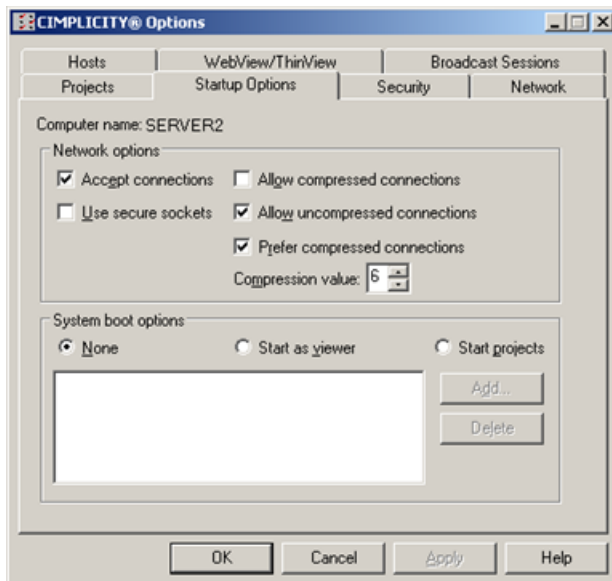 CIMPLICITY® Options
Hosts WebView/ThinView Broadcast Sessions
Projects Startup Options Security Network
Computer name: SERVER2
Network options
Accept connections Allow compressed connections
Use secure sockets Allow uncompressed connections
Prefer compressed connections
Compression value: 6
System boot options
None Start as viewer Start projects
Add...
Delete
OK Cancel Apply Help